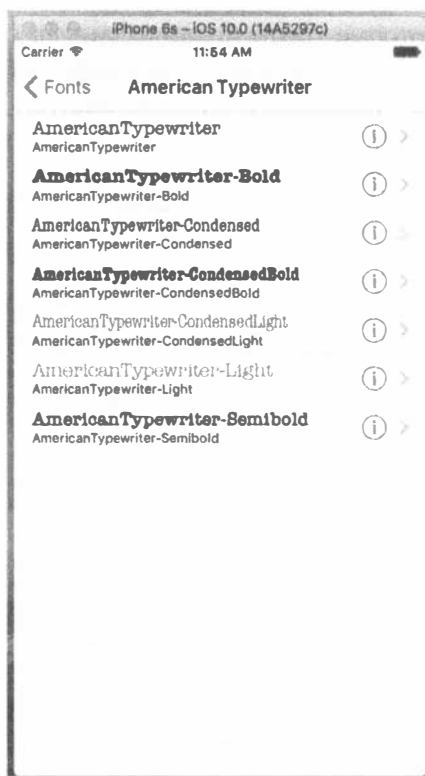 iPhone 6s – iOS 10.0 (14A5297c)
Carrier 11:54 AM
Fonts American Typewriter
AmericanTypewriter
AmericanTypewriter
AmericanTypewriter-Bold
AmericanTypewriter-Bold
AmericanTypewriter-Condensed
AmericanTypewriter-Condensed
AmericanTypewriter-CondensedBold
AmericanTypewriter-CondensedBold
AmericanTypewriter-CondensedLight
AmericanTypewriter-CondensedLight
AmericanTypewriter-Light
AmericanTypewriter-Light
AmericanTypewriter-Semibold
AmericanTypewriter-Semibold